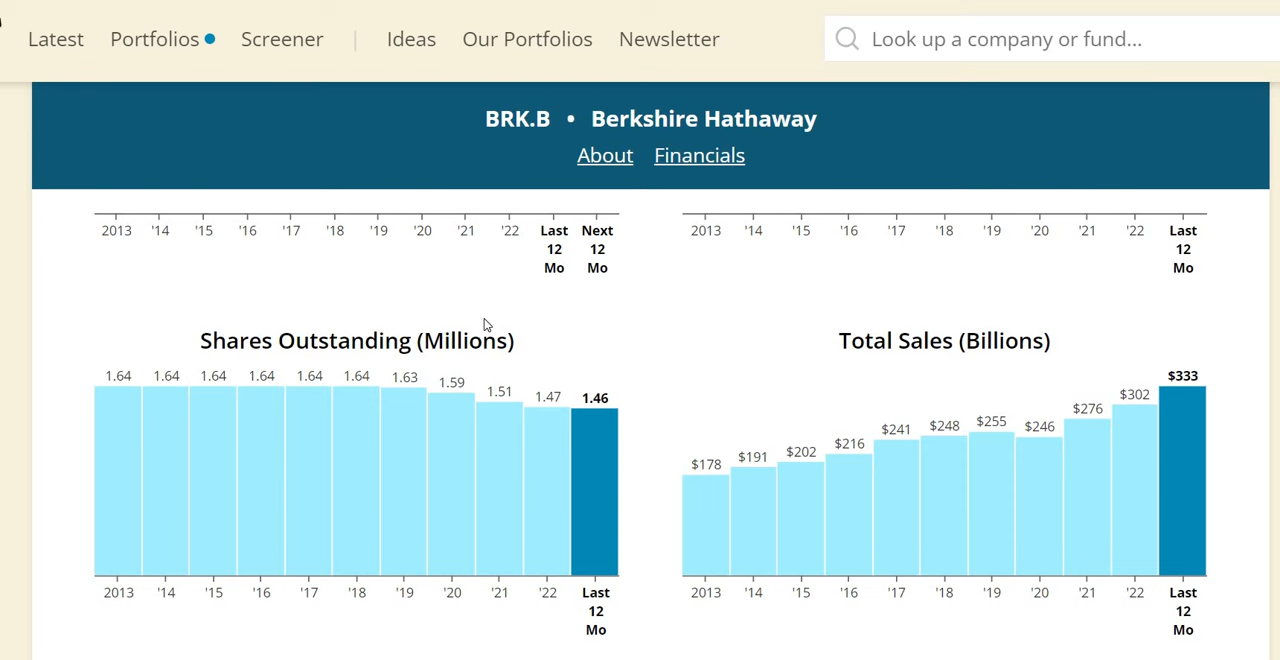 Latest Portfolios Screener | Ideas Our Portfolios Newsletter Look up a company or fund...
BRK.B • Berkshire Hathaway
About Financials
2013 '14 '15 '16 '17 '18 '19 '20 '21 '22 Last 12 Mo Next 12 Mo
2013 '14 '15 '16 '17 '18 '19 '20 '21 '22 Last 12 Mo
Shares Outstanding (Millions)
1.64 1.64 1.64 1.64 1.64 1.64 1.63 1.59 1.51 1.47 1.46
2013 '14 '15 '16 '17 '18 '19 '20 '21 '22 Last 12 Mo
Total Sales (Billions)
$178 $191 $202 $216 $241 $248 $255 $246 $276 $302 $333
2013 '14 '15 '16 '17 '18 '19 '20 '21 '22 Last 12 Mo